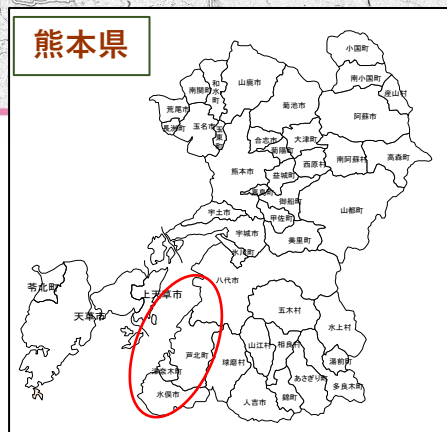 熊本県
小国町
南小国町
産山村
山鹿市
和水町
南関町
菊池市
阿蘇市
荒尾市
長洲町
玉名市
玉東町
合志市
大津町
菊陽町
西原村
南阿蘇村
高森町
熊本市
益城町
嘉島町
御船町
山都町
甲佐町
宇土市
宇城市
美里町
氷川町
八代市
上天草市
苓北町
天草市
五木村
水上村
山江村
相良村
湯前町
芦北町
球磨村
あさぎり町
多良木町
津奈木町
水俣市
錦町
人吉市